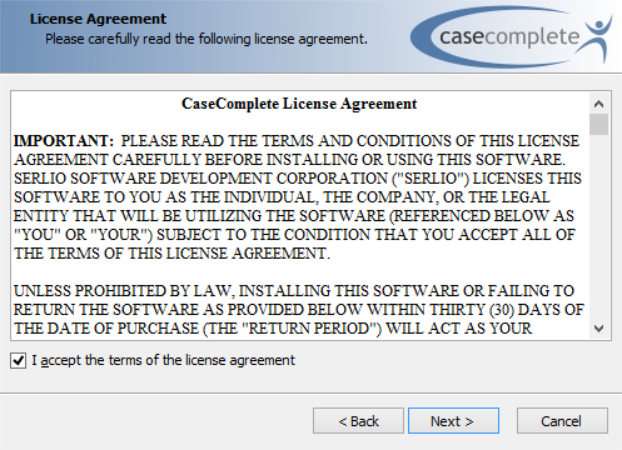 License Agreement
Please carefully read the following license agreement.
casecomplete
CaseComplete License Agreement
IMPORTANT: PLEASE READ THE TERMS AND CONDITIONS OF THIS LICENSE
AGREEMENT CAREFULLY BEFORE INSTALLING OR USING THIS SOFTWARE.
SERLIO SOFTWARE DEVELOPMENT CORPORATION ("SERLIO") LICENSES THIS
SOFTWARE TO YOU AS THE INDIVIDUAL, THE COMPANY, OR THE LEGAL
ENTITY THAT WILL BE UTILIZING THE SOFTWARE (REFERENCED BELOW AS
"YOU" OR "YOUR") SUBJECT TO THE CONDITION THAT YOU ACCEPT ALL OF
THE TERMS OF THIS LICENSE AGREEMENT.
UNLESS PROHIBITED BY LAW, INSTALLING THIS SOFTWARE OR FAILING TO
RETURN THE SOFTWARE AS PROVIDED BELOW WITHIN THIRTY (30) DAYS OF
THE DATE OF PURCHASE (THE "RETURN PERIOD") WILL ACT AS YOUR
I accept the terms of the license agreement
< Back Next > Cancel